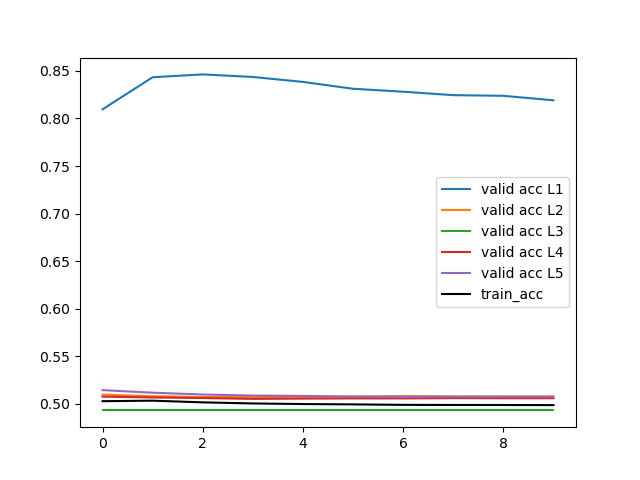 0.85
0.80
0.75
0.70
0.65
0.60
0.55
0.50
0 2 4 6 8
valid acc L1
valid acc L2
valid acc L3
valid acc L4
valid acc L5
train_acc